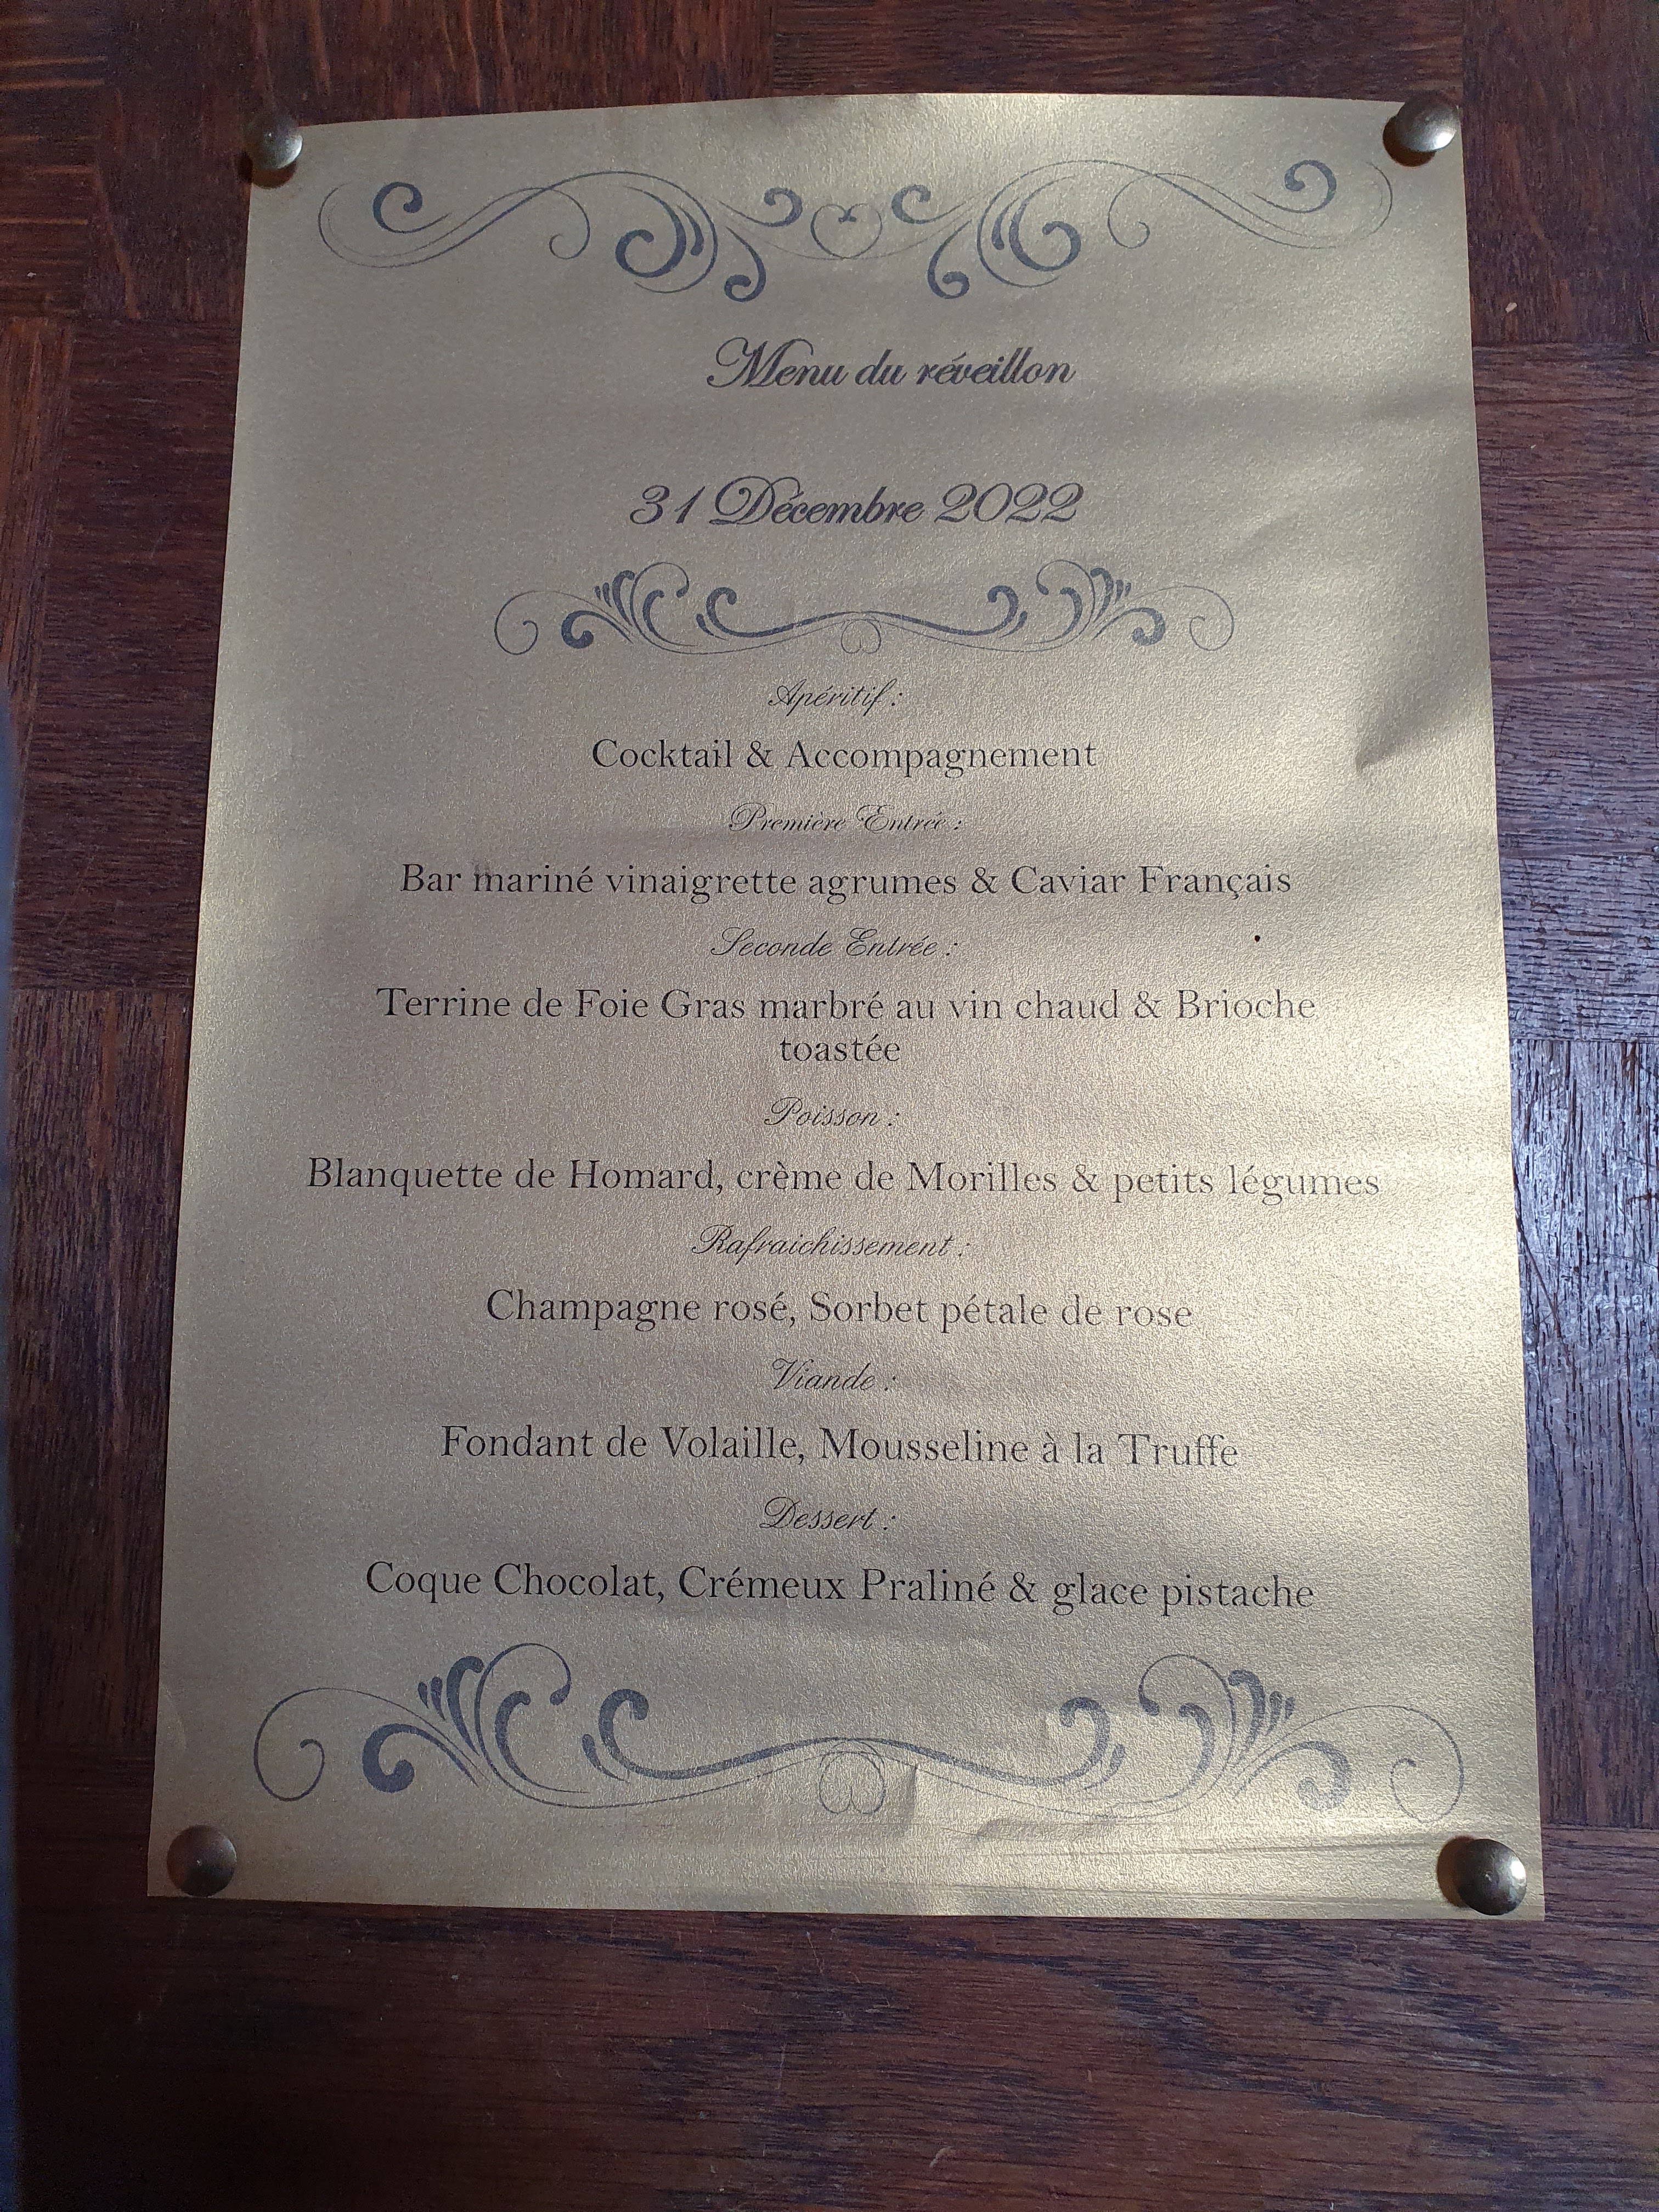 Menu du réveillon
31 Décembre 2022
Apéritif :
Cocktail & Accompagnement
Première Entrée :
Bar mariné vinaigrette agrumes & Caviar Français
Seconde Entrée :
Terrine de Foie Gras marbré au vin chaud & Brioche
toastée
Poisson :
Blanquette de Homard, crème de Morilles & petits légumes
Rafraichissement :
Champagne rosé, Sorbet pétale de rose
Viande :
Fondant de Volaille, Mousseline à la Truffe
Dessert :
Coque Chocolat, Crémeux Praliné & glace pistache